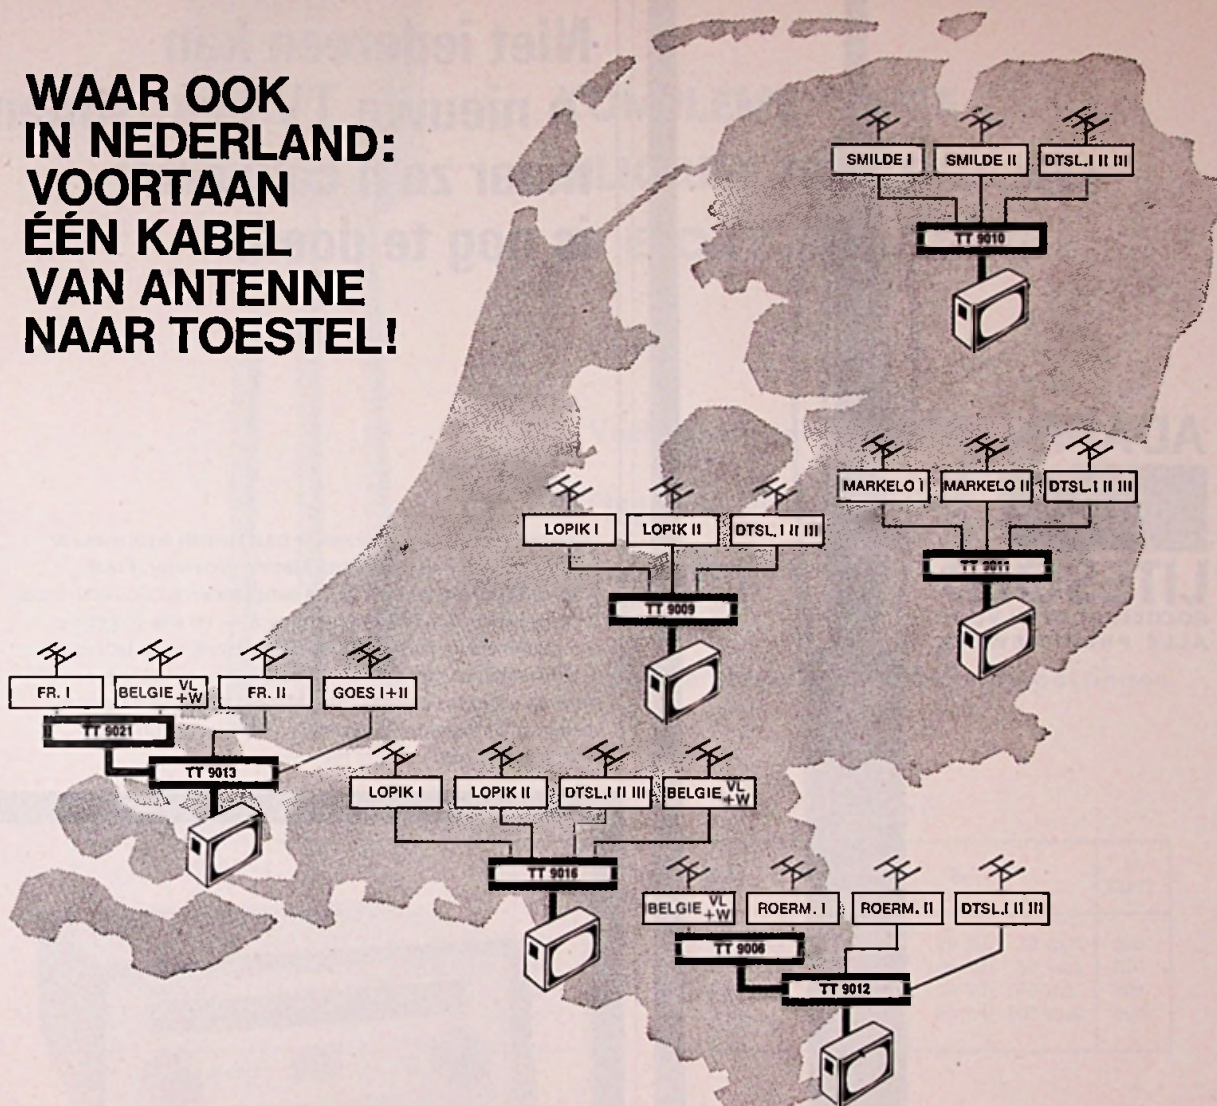 WAAR OOK
IN NEDERLAND:
VOORTAAN
ÉÉN KABEL
VAN ANTENNE
NAAR TOESTEL!
SMILDE I
SMILDE II
DTSL.I II III
TT 9010
MARKELO I
MARKELO II
DTSL.I II III
TT 9011
LOPIK I
LOPIK II
DTSL.I II III
TT 9009
FR. I
BELGIE VL+W
FR. II
GOES I+II
TT 9021
TT 9013
LOPIK I
LOPIK II
DTSL.I II III
BELGIE VL+W
TT 9016
BELGIE VL+W
ROERM. I
ROERM. II
DTSL.I II III
TT 9006
TT 9012